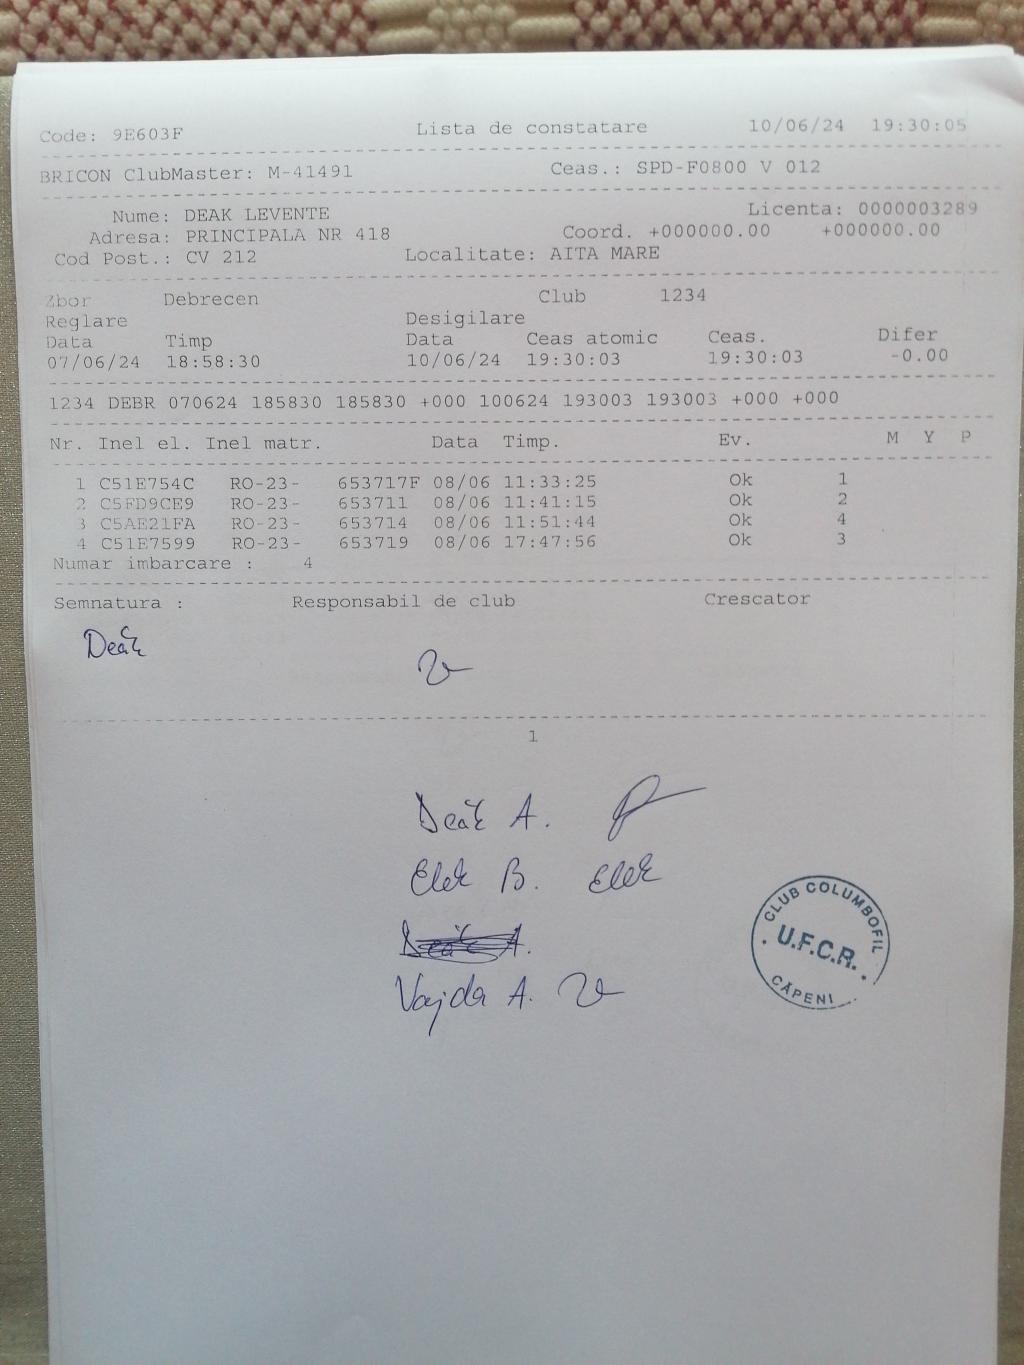 Code: 9E603F Lista de constatare 10/06/24 19:30:05
BRICON ClubMaster: M-41491 Ceas.: SPD-F0800 V 012
Nume: DEAK LEVENTE Licenta: 0000003289
Adresa: PRINCIPALA NR 418 Coord. +000000.00 +000000.00
Cod Post.: CV 212 Localitate: AITA MARE
Zbor Debrecen Club 1234
Reglare Desigilare
Data Timp Data Ceas atomic Ceas. Difer
07/06/24 18:58:30 10/06/24 19:30:03 19:30:03 -0.00
1234 DEBR 070624 185830 185830 +000 100624 193003 193003 +000 +000
Nr. Inel el. Inel matr. Data Timp. Ev. M Y P
1 C51E754C RO-23- 653717F 08/06 11:33:25 Ok 1
2 C5FD9CE9 RO-23- 653711 08/06 11:41:15 Ok 2
3 C5AE21FA RO-23- 653714 08/06 11:51:44 Ok 4
4 C51E7599 RO-23- 653719 08/06 17:47:56 Ok 3
Numar imbarcare : 4
Semnatura : Responsabil de club Crescator
Deák
1
Deák A.
Elek B. Elek
Vajda A.
CLUB COLUMBOFIL
U.F.C.R.
CĂPENI